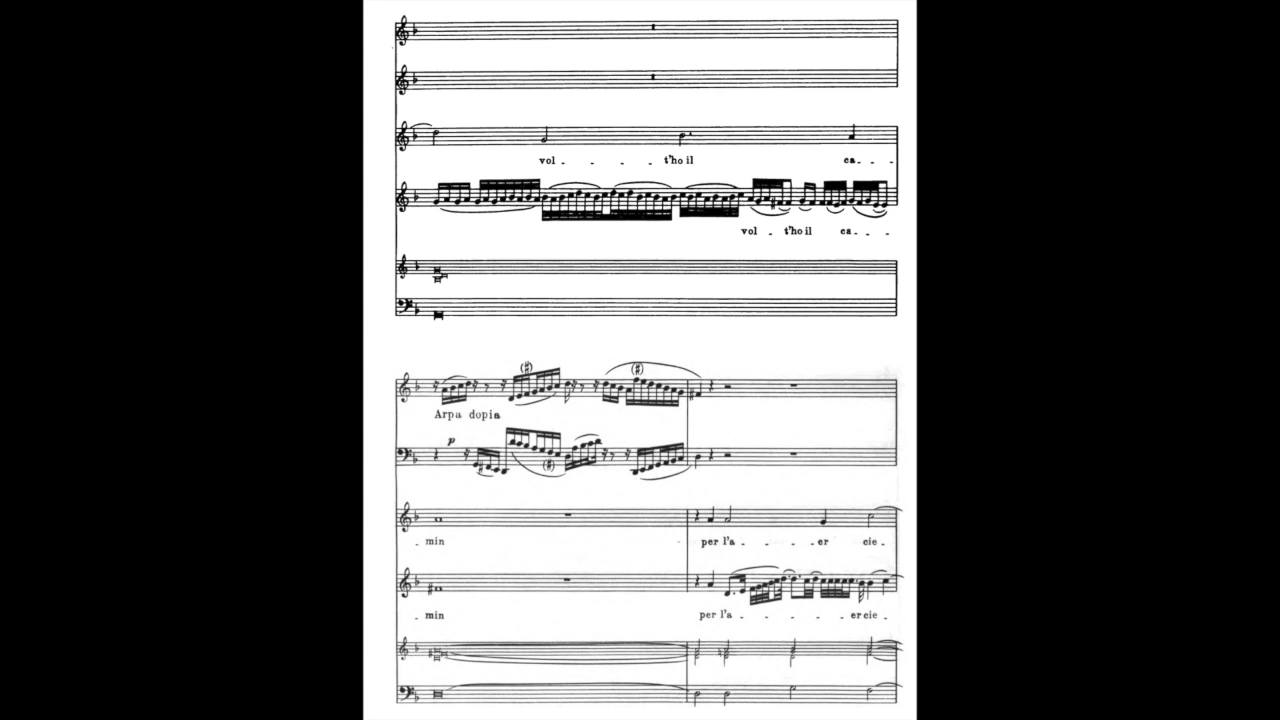 vol - - - t'ho il ca - - -
vol - t'ho il ca - - -
(#) (#)
Arpa dopia
p
(#)
- min - per l'a - - - - er cie -
- min per l'a - - - - - er cie -